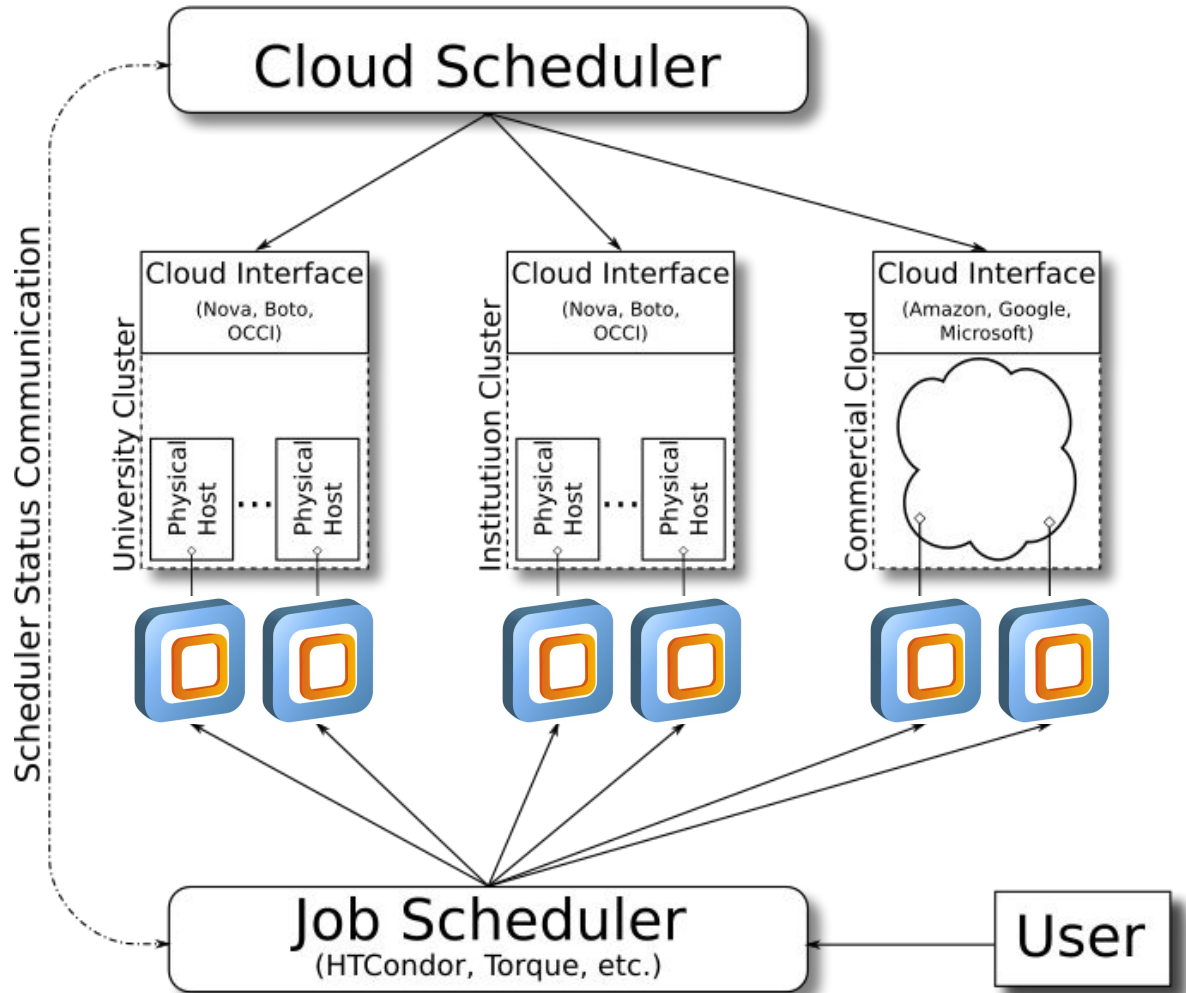 Cloud Scheduler
Scheduler Status Communication
University Cluster
Cloud Interface
(Nova, Boto,
OCCI)
Physical
Host
...
Physical
Host
Institutiuon Cluster
Cloud Interface
(Nova, Boto,
OCCI)
Physical
Host
...
Physical
Host
Commercial Cloud
Cloud Interface
(Amazon, Google,
Microsoft)
Job Scheduler
(HTCondor, Torque, etc.)
User